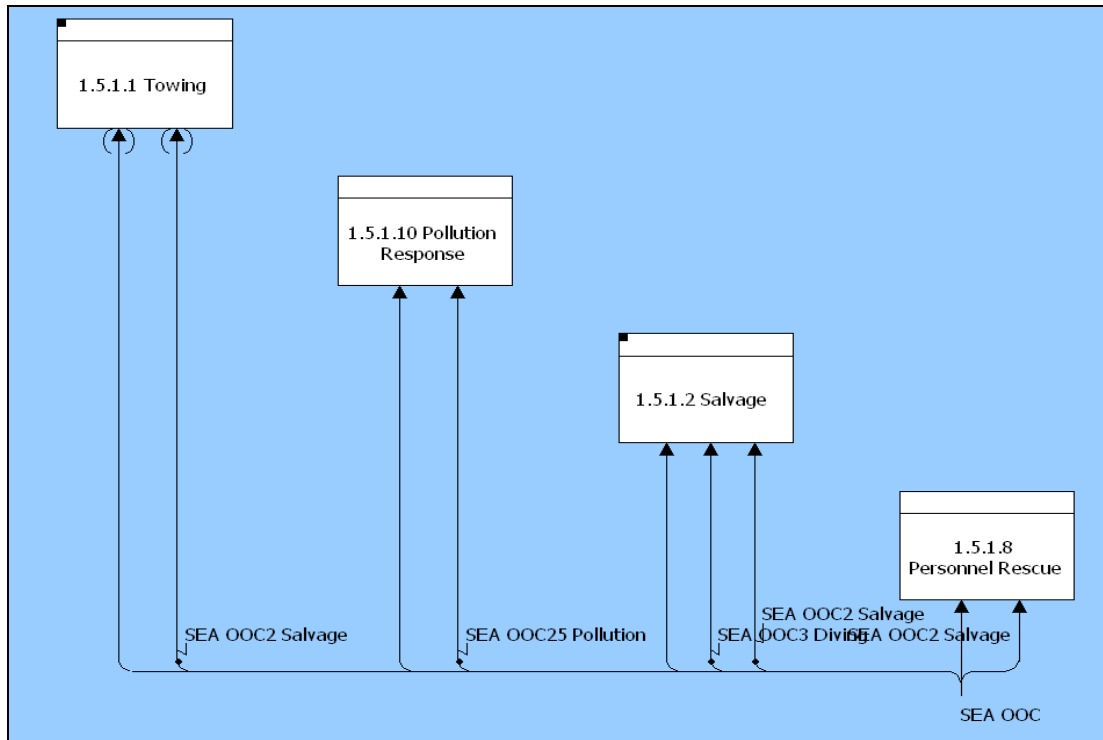 1.5.1.1 Towing
1.5.1.10 Pollution
Response
1.5.1.2 Salvage
1.5.1.8
Personnel Rescue
SEA OOC2 Salvage
SEA OOC2 Salvage
SEA OOC25 Pollution
SEA OOC3 Diving
SEA OOC2 Salvage
SEA OOC